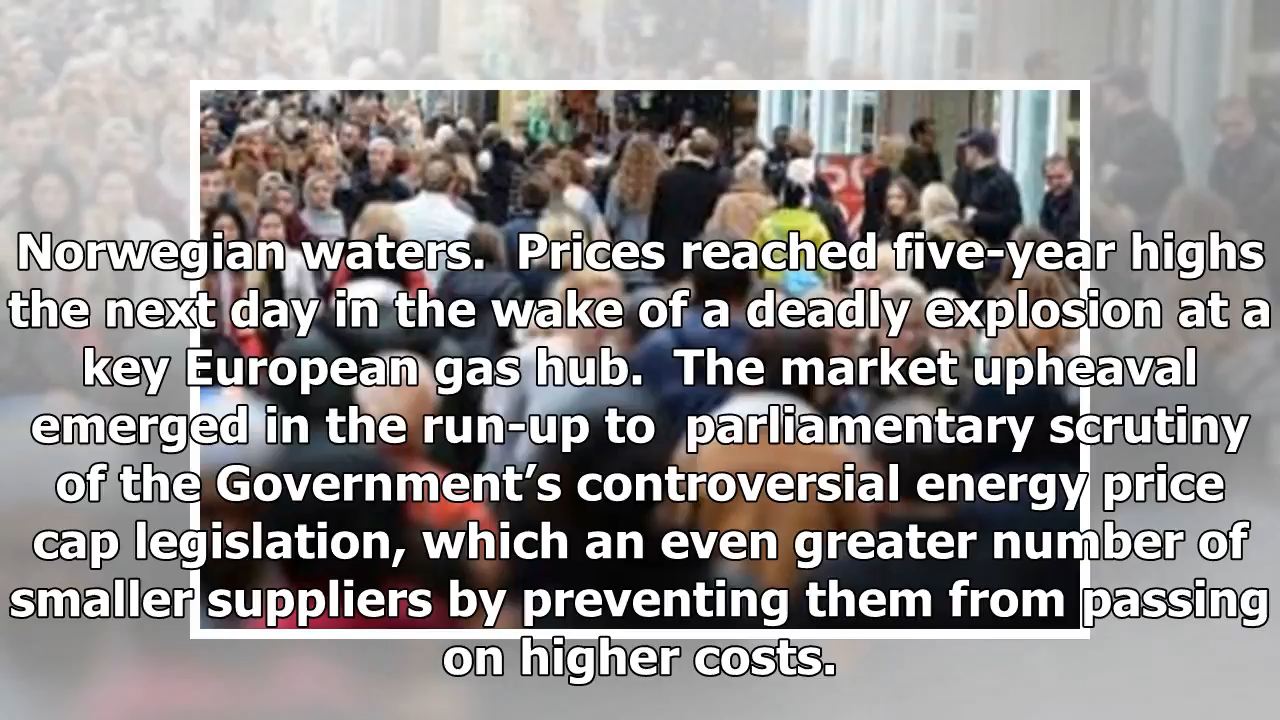 Norwegian waters.  Prices reached five-year highs
the next day in the wake of a deadly explosion at a
key European gas hub.  The market upheaval
emerged in the run-up to  parliamentary scrutiny
of the Government’s controversial energy price
cap legislation, which an even greater number of
smaller suppliers by preventing them from passing
on higher costs.